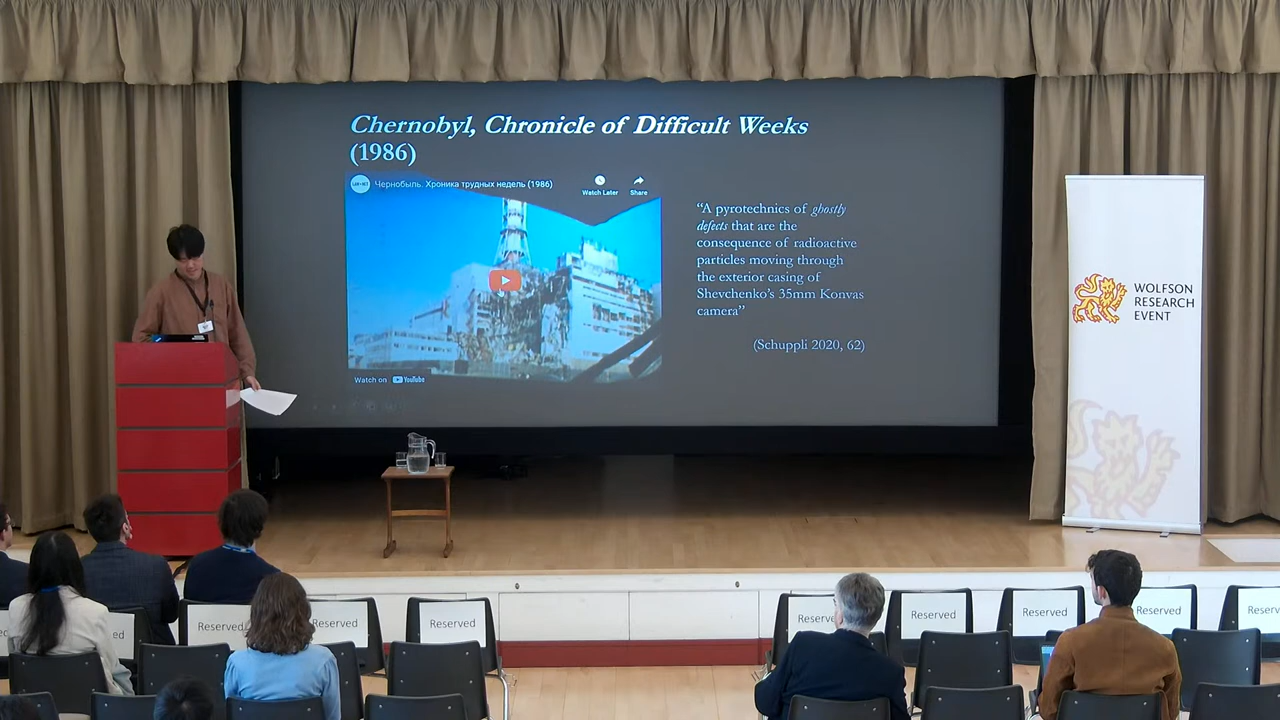 Chernobyl, Chronicle of Difficult Weeks
(1986)
Чернобыль. Хроника трудных недель (1986)
Watch Later
Share
“A pyrotechnics of ghostly
defects that are the
consequence of radioactive
particles moving through
the exterior casing of
Shevchenko’s 35mm Konvas
camera”
(Schuppli 2020, 62)
Watch on YouTube
WOLFSON
RESEARCH
EVENT
Reserved
Reserved
Reserved
Reserved
Reserved